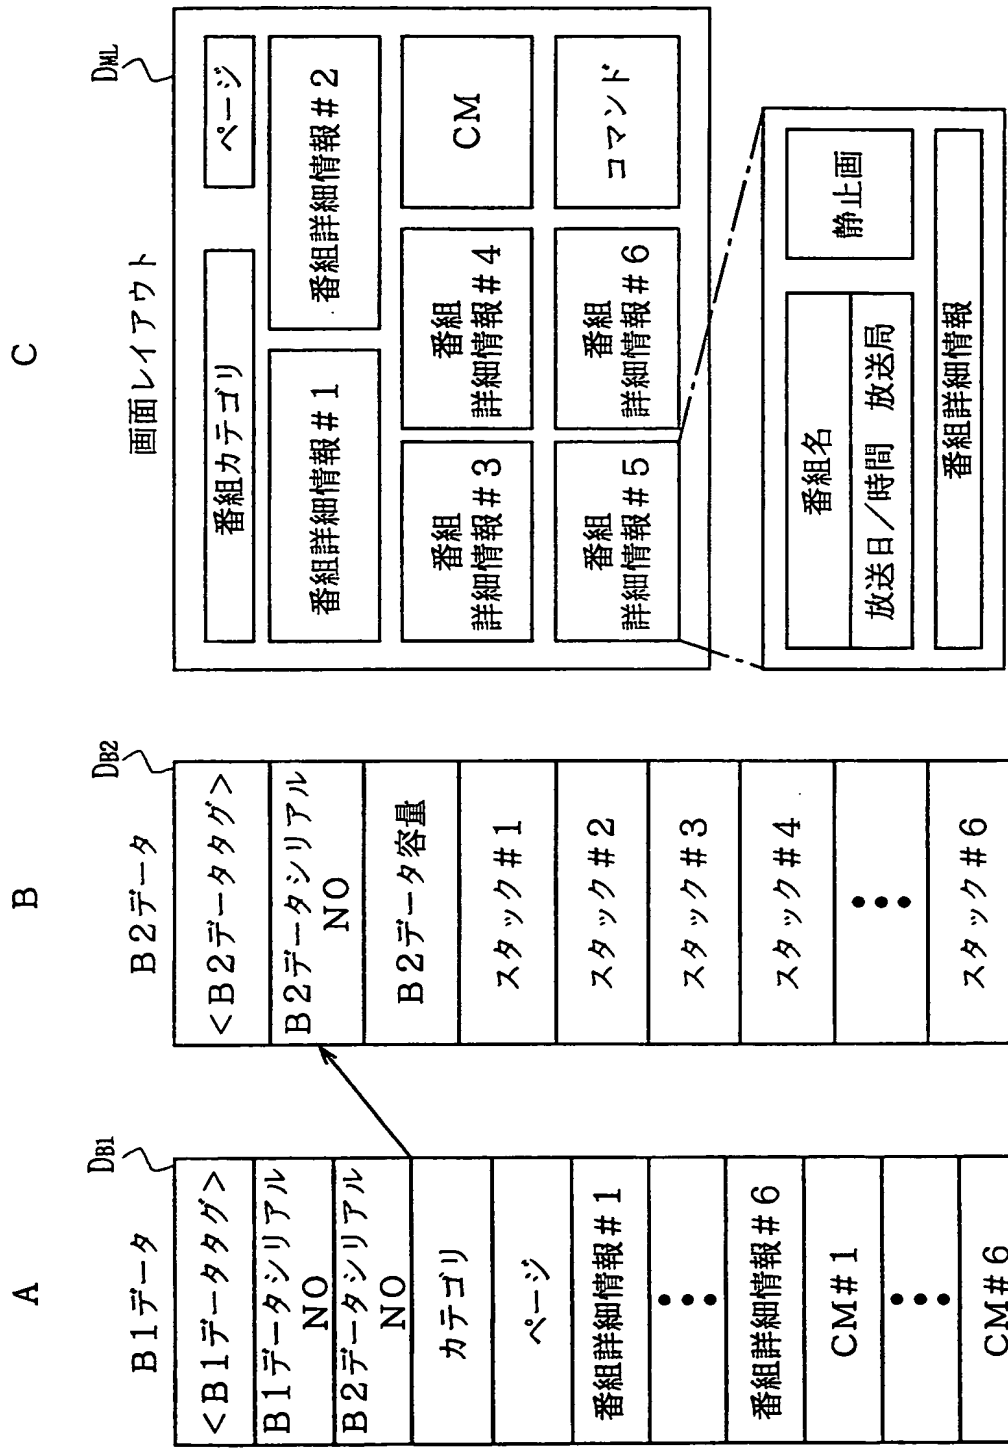 A
B1データ
DB1
<B1データタグ>
B1データシリアル
NO
B2データシリアル
NO
カテゴリ
ページ
番組詳細情報#1
•••
番組詳細情報#6
CM#1
•••
CM#6
B
B2データ
DB2
<B2データタグ>
B2データシリアル
NO
B2データ容量
スタック#1
スタック#2
スタック#3
スタック#4
•••
スタック#6
C
画面レイアウト
DML
番組カテゴリ
ページ
番組詳細情報#1
番組詳細情報#2
番組
詳細情報#3
番組
詳細情報#4
CM
番組
詳細情報#5
番組
詳細情報#6
コマンド
番組名
放送日/時間 放送局
静止画
番組詳細情報